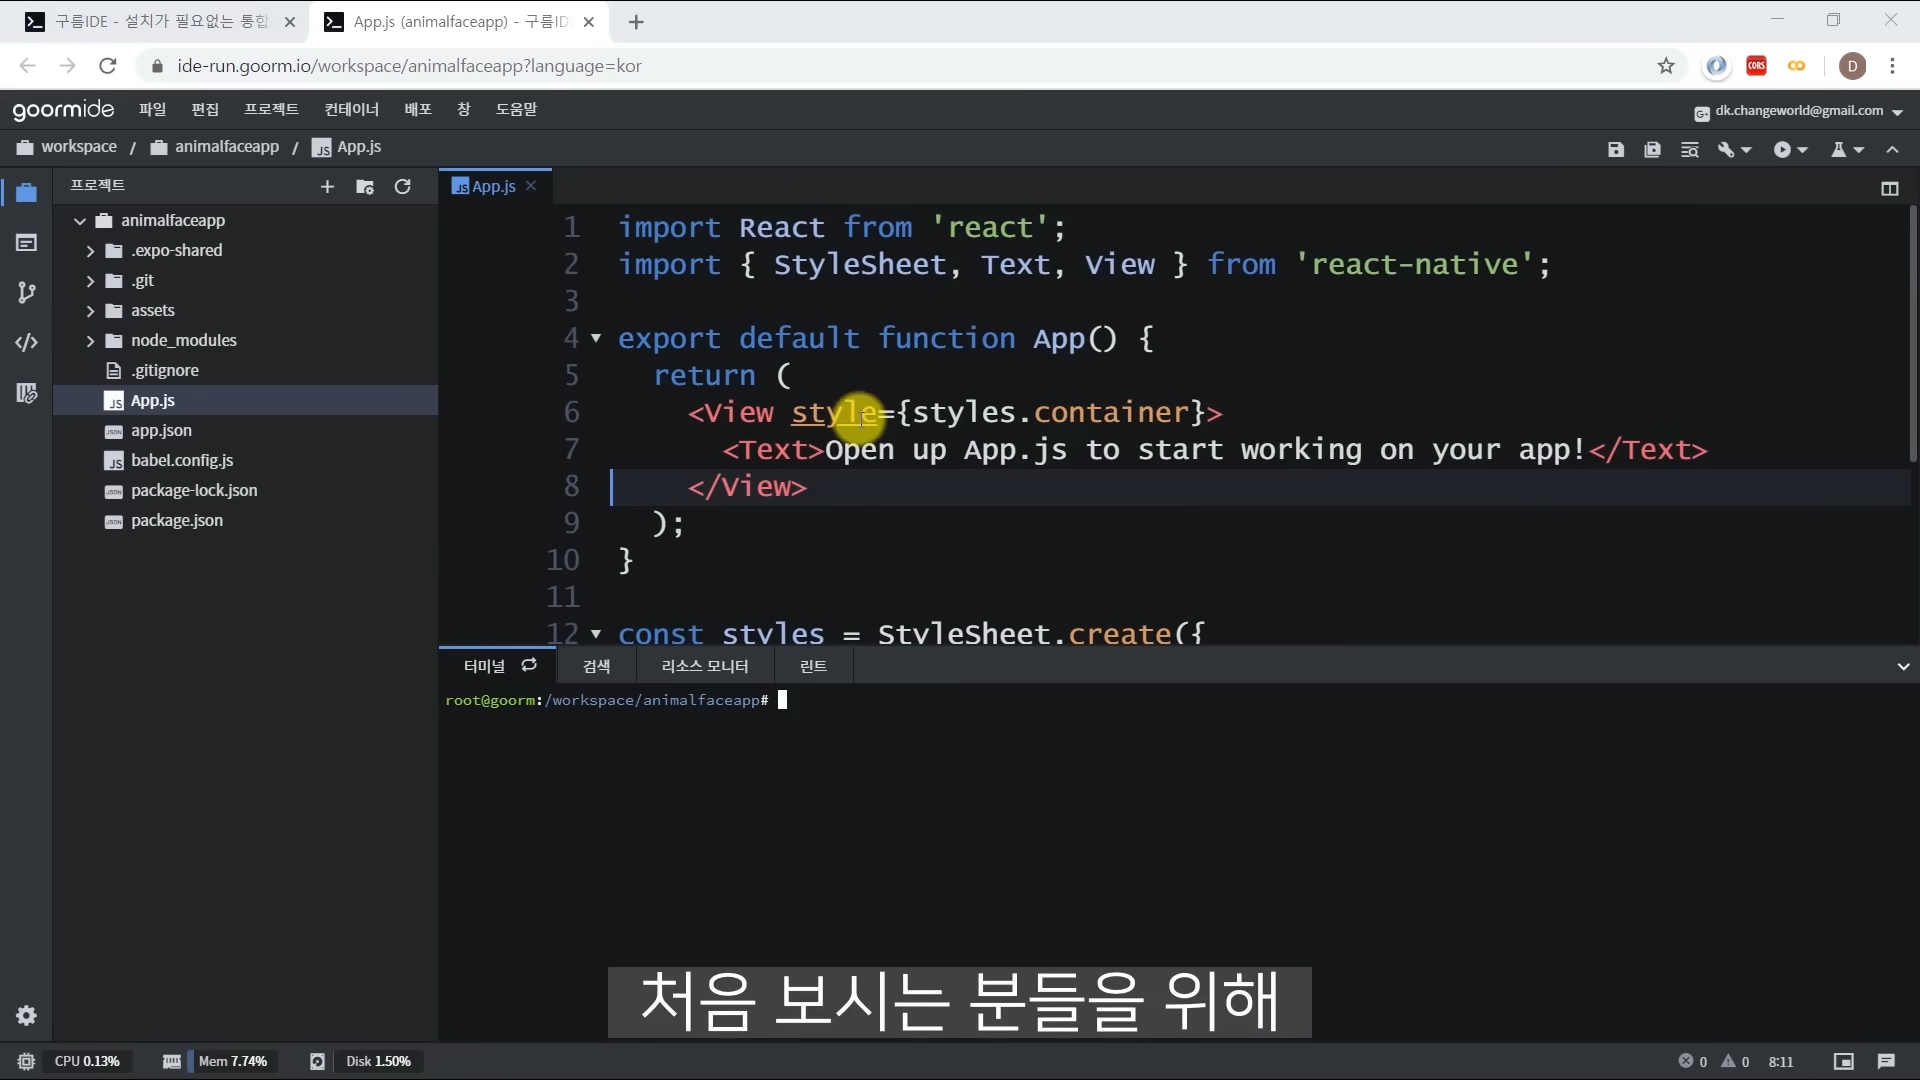 구름IDE - 설치가 필요없는 통합
App.js (animalfaceapp) - 구름ID
ide-run.goorm.io/workspace/animalfaceapp?language=kor
CORS
D
goormide 파일 편집 프로젝트 컨테이너 배포 창 도움말
G+ dk.changeworld@gmail.com
workspace / animalfaceapp / JS App.js
프로젝트
JS App.js
animalfaceapp
.expo-shared
.git
assets
node_modules
.gitignore
JS App.js
JSON app.json
JS babel.config.js
JSON package-lock.json
JSON package.json
1 import React from 'react';
2 import { StyleSheet, Text, View } from 'react-native';
3
4 export default function App() {
5 return (
6 <View style={styles.container}>
7 <Text>Open up App.js to start working on your app!</Text>
8 </View>
9 );
10 }
11
12 const styles = StyleSheet.create({
터미널 검색 리소스 모니터 린트
root@goorm:/workspace/animalfaceapp#
처음 보시는 분들을 위해
CPU 0.13% Mem 7.74% Disk 1.50% 0 0 8:11